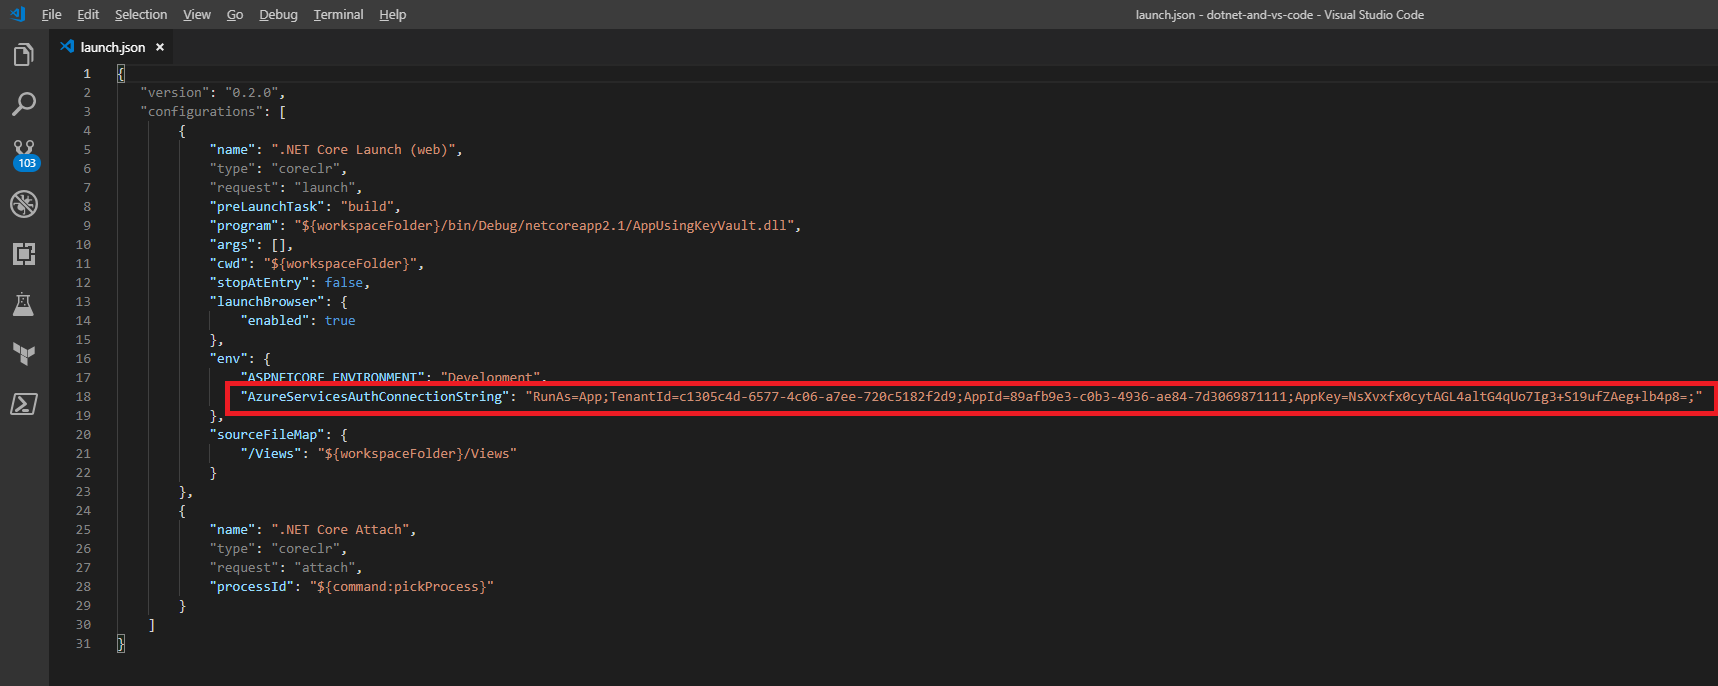 File Edit Selection View Go Debug Terminal Help
launch.json - dotnet-and-vs-code - Visual Studio Code
launch.json ×
103
1 {
2 "version": "0.2.0",
3 "configurations": [
4 {
5 "name": ".NET Core Launch (web)",
6 "type": "coreclr",
7 "request": "launch",
8 "preLaunchTask": "build",
9 "program": "${workspaceFolder}/bin/Debug/netcoreapp2.1/AppUsingKeyVault.dll",
10 "args": [],
11 "cwd": "${workspaceFolder}",
12 "stopAtEntry": false,
13 "launchBrowser": {
14 "enabled": true
15 },
16 "env": {
17 "ASPNETCORE_ENVIRONMENT": "Development",
18 "AzureServicesAuthConnectionString": "RunAs=App;TenantId=c1305c4d-6577-4c06-a7ee-720c5182f2d9;AppId=89afb9e3-c0b3-4936-ae84-7d3069871111;AppKey=NsXvxfx0cytAGL4altG4qUo7Ig3+S19ufZAeg+lb4p8=;"
19 },
20 "sourceFileMap": {
21 "/Views": "${workspaceFolder}/Views"
22 }
23 },
24 {
25 "name": ".NET Core Attach",
26 "type": "coreclr",
27 "request": "attach",
28 "processId": "${command:pickProcess}"
29 }
30 ]
31 }